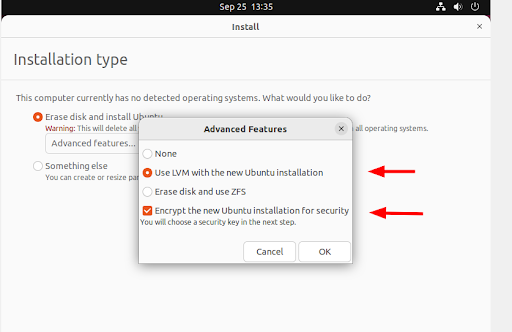 Sep 25 13:35
Install
Installation type
This computer currently has no detected operating systems. What would you like to do?
Erase disk and install Ubuntu
Warning: This will delete all
all operating systems.
Advanced features...
Something else
You can create or resize
Advanced Features
None
Use LVM with the new Ubuntu installation
Erase disk and use ZFS
Encrypt the new Ubuntu installation for security
You will choose a security key in the next step.
Cancel
OK